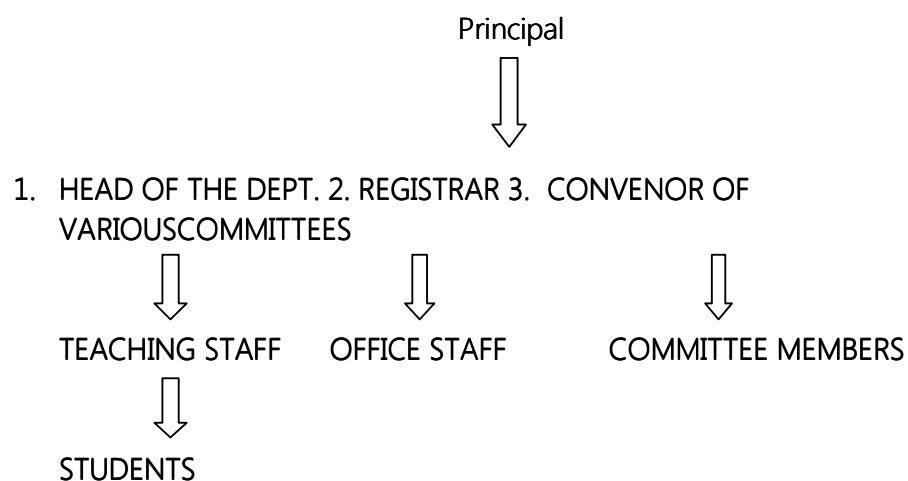 Principal
1. HEAD OF THE DEPT. 2. REGISTRAR 3. CONVENOR OF
VARIOUSCOMMITTEES
TEACHING STAFF OFFICE STAFF COMMITTEE MEMBERS
STUDENTS